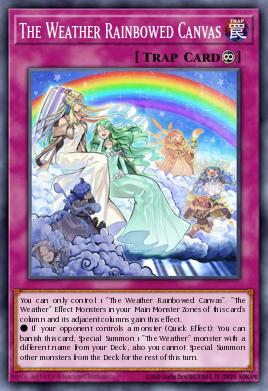 The Weather Rainbowed Canvas
TRAP
罠
[Trap Card]
You can only control 1 "The Weather Rainbowed Canvas". "The
Weather" Effect Monsters in your Main Monster Zones of this card's
column and its adjacent columns gain this effect.
● If your opponent controls a monster (Quick Effect): You can
banish this card; Special Summon 1 "The Weather" monster with a
different name from your Deck, also you cannot Special Summon
other monsters from the Deck for the rest of this turn.